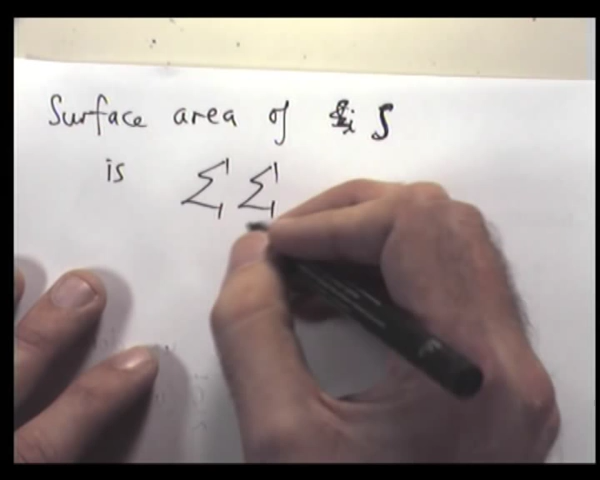 Surface area of S
is ∑ ∑